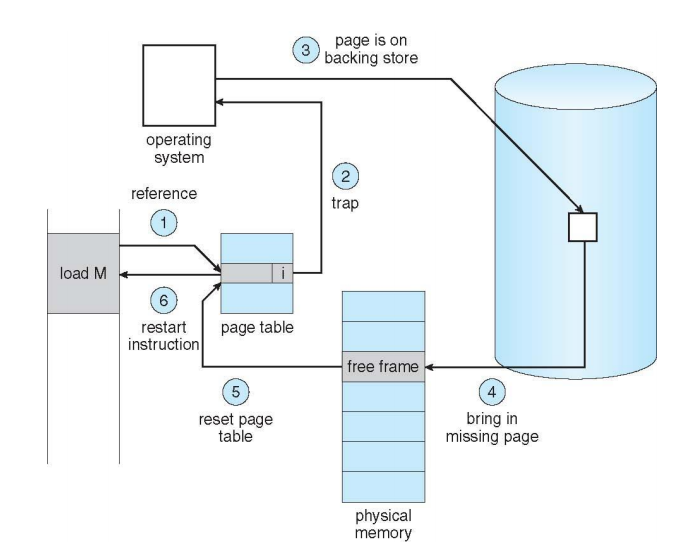 3
page is on
backing store
operating
system
2
trap
reference
1
load M
i
6
restart
instruction
page table
free frame
5
reset page
table
4
bring in
missing page
physical
memory